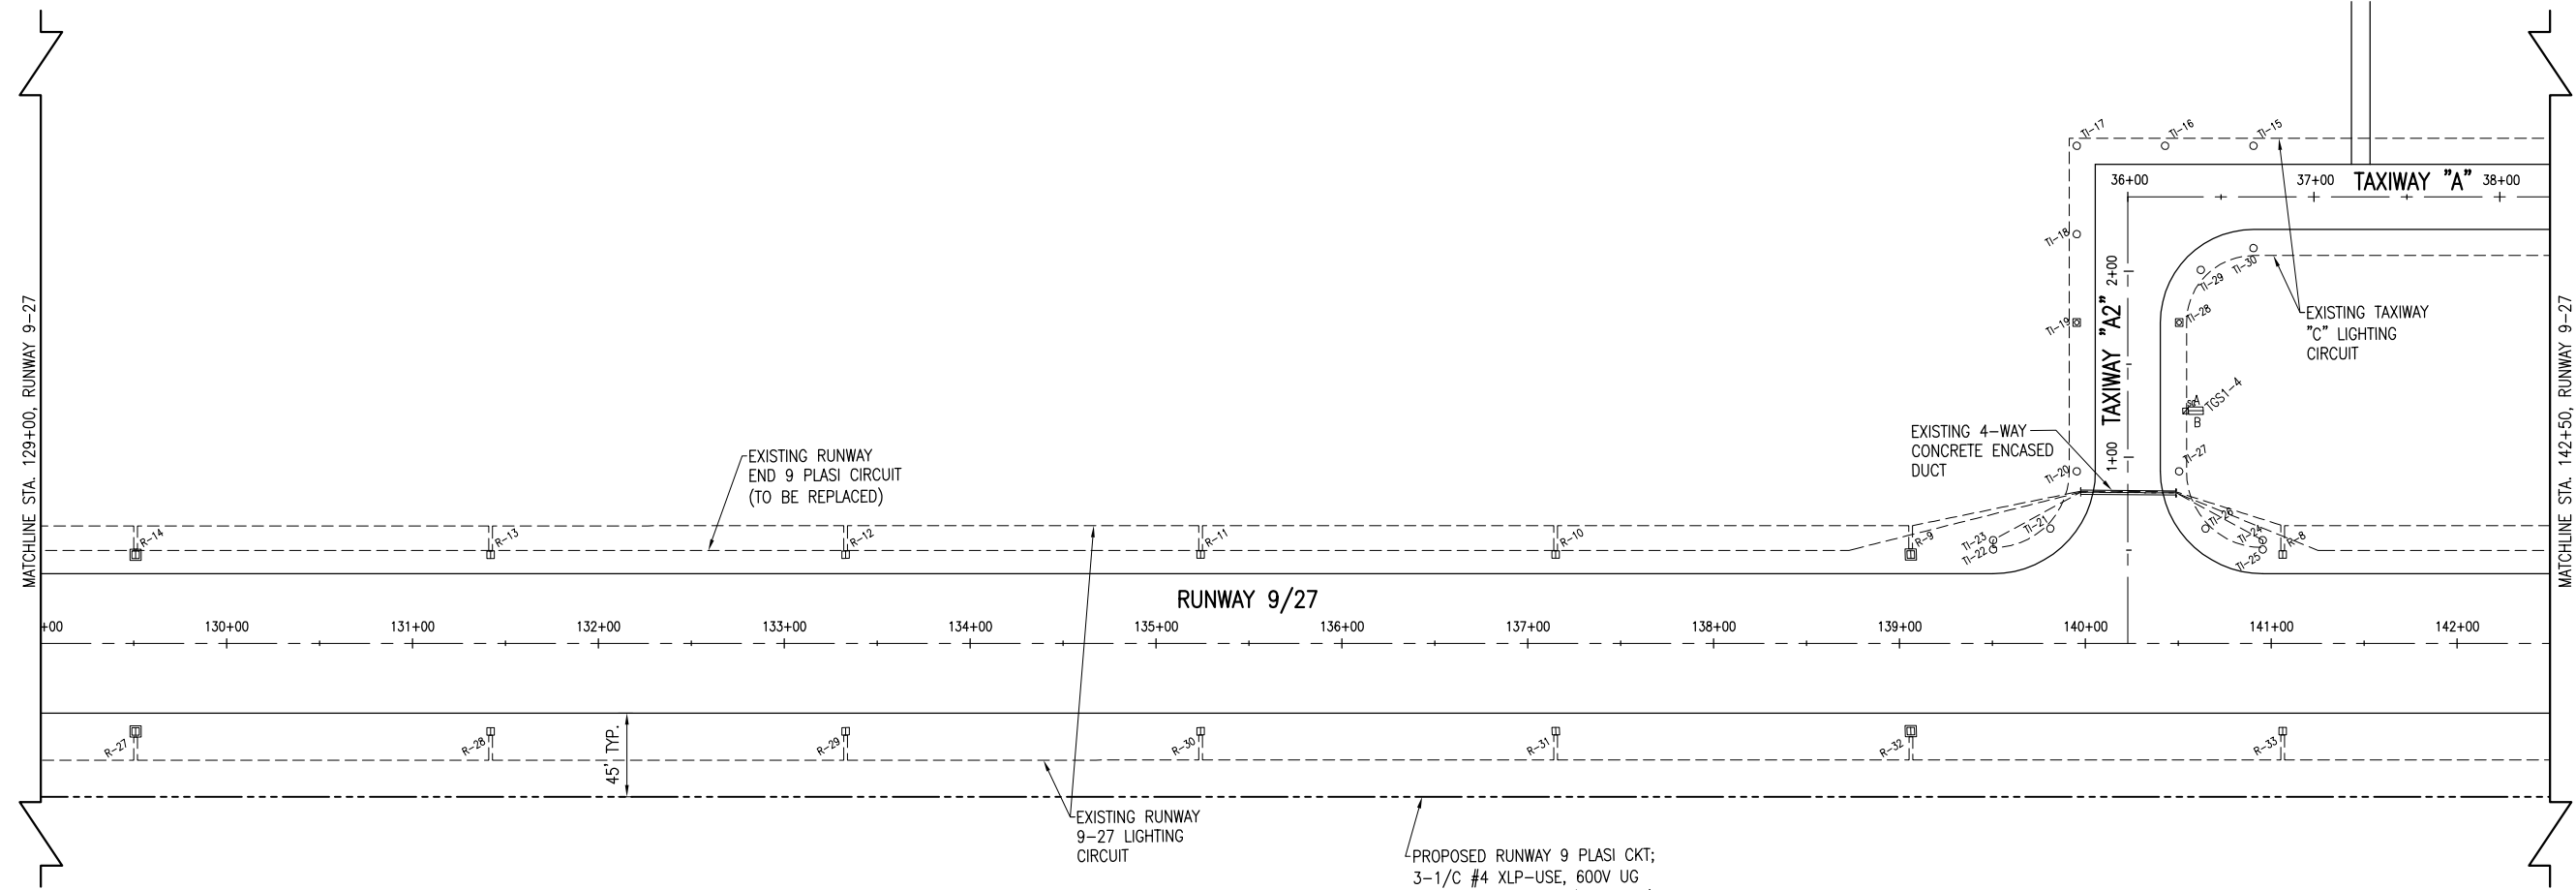 MATCHLINE STA. 129+00, RUNWAY 9-27
TI-17
TI-16
TI-15
36+00
37+00
TAXIWAY "A"
38+00
TI-18
TI-30
TI-29
2+00
TI-19
TI-28
TAXIWAY "A2"
EXISTING TAXIWAY
"C" LIGHTING
CIRCUIT
A
TGS1-4
B
EXISTING 4-WAY
CONCRETE ENCASED
DUCT
1+00
TI-20
TI-27
EXISTING RUNWAY
END 9 PLASI CIRCUIT
(TO BE REPLACED)
R-14
R-13
R-12
R-11
R-10
R-9
TI-23
TI-22
TI-21
TI-26
TI-24
TI-25
R-8
RUNWAY 9/27
+00
130+00
131+00
132+00
133+00
134+00
135+00
136+00
137+00
138+00
139+00
140+00
141+00
142+00
R-27
R-28
R-29
R-30
R-31
R-32
R-33
45' TYP.
EXISTING RUNWAY
9-27 LIGHTING
CIRCUIT
PROPOSED RUNWAY 9 PLASI CKT;
3-1/C #4 XLP-USE, 600V UG
MATCHLINE STA. 142+50, RUNWAY 9-27